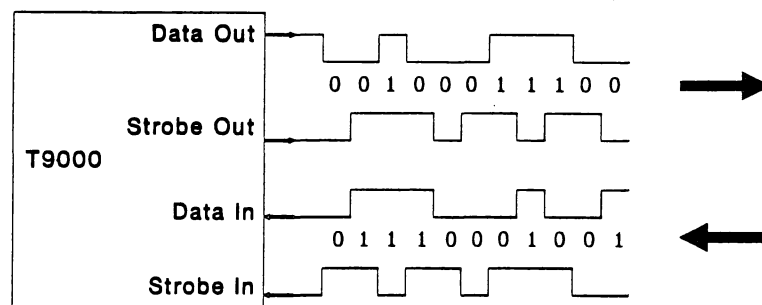 Data Out
0 0 1 0 0 0 1 1 1 0 0
Strobe Out
T9000
Data In
0 1 1 1 0 0 0 1 0 0 1
Strobe In